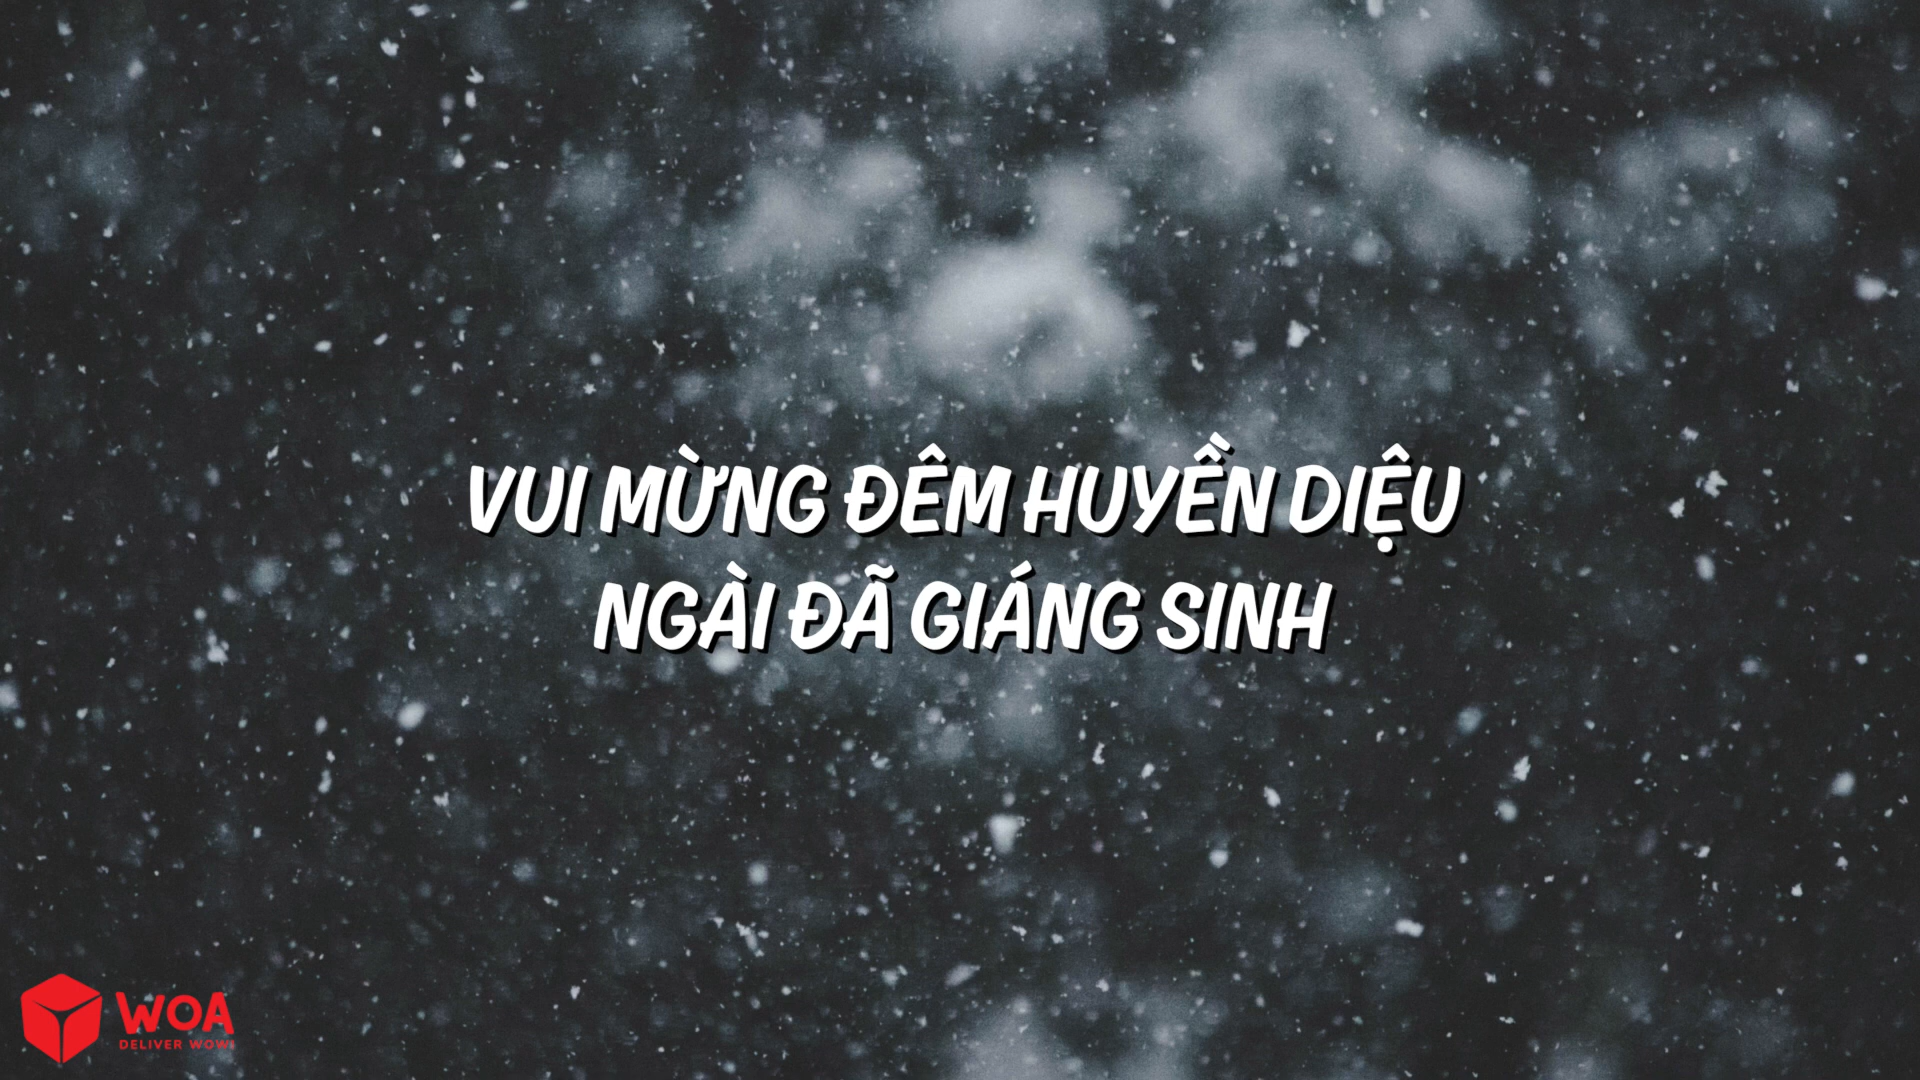 VUI MỪNG ĐÊM HUYỀN DIỆU
NGÀI ĐÃ GIÁNG SINH
WOA
DELIVER WOW!